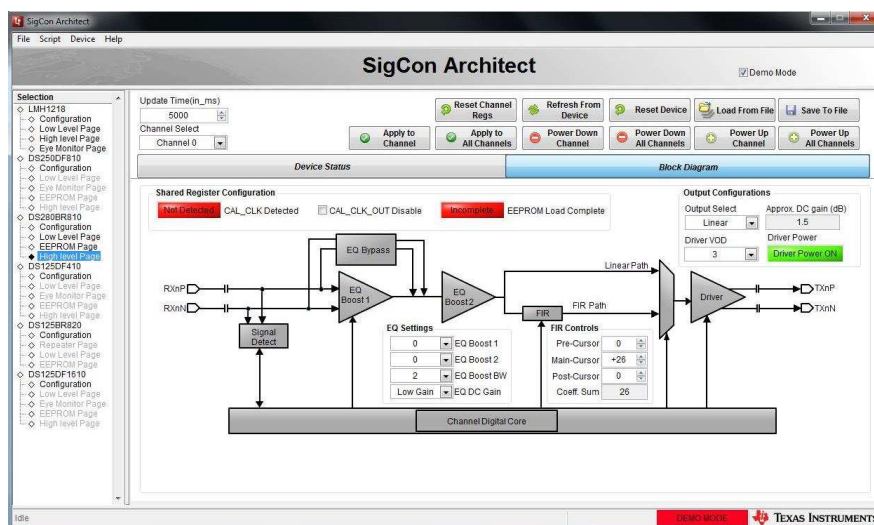 SigCon Architect
File Script Device Help
SigCon Architect
Demo Mode
Selection
LMH1218
Configuration
Low Level Page
High level Page
Eye Monitor Page
DS250DF810
Configuration
Low Level Page
Eye Monitor Page
EEPROM Page
High level Page
DS280BR810
Configuration
Low Level Page
EEPROM Page
High level Page
DS125DF410
Configuration
Low Level Page
Eye Monitor Page
EEPROM Page
High level Page
DS125BR820
Configuration
Repeater Page
Low Level Page
EEPROM Page
DS125DF1610
Configuration
Low Level Page
Eye Monitor Page
EEPROM Page
High level Page
Update Time(in_ms)
5000
Channel Select
Channel 0
Reset Channel Regs
Refresh From Device
Reset Device
Load From File
Save To File
Apply to Channel
Apply to All Channels
Power Down Channel
Power Down All Channels
Power Up Channel
Power Up All Channels
Device Status
Block Diagram
Shared Register Configuration
Not Detected CAL_CLK Detected
CAL_CLK_OUT Disable
Incomplete EEPROM Load Complete
Output Configurations
Output Select Approx. DC gain (dB)
Linear 1.5
Driver VOD Driver Power
3 Driver Power ON
EQ Bypass
Linear Path
RXnP
RXnN
EQ Boost 1
EQ Boost2
FIR
FIR Path
Driver
TXnP
TXnN
Signal Detect
EQ Settings
0 EQ Boost 1
0 EQ Boost 2
2 EQ Boost BW
Low Gain EQ DC Gain
FIR Controls
Pre-Cursor 0
Main-Cursor +26
Post-Cursor 0
Coeff. Sum 26
Channel Digital Core
Idle
DEMO MODE
TEXAS INSTRUMENTS